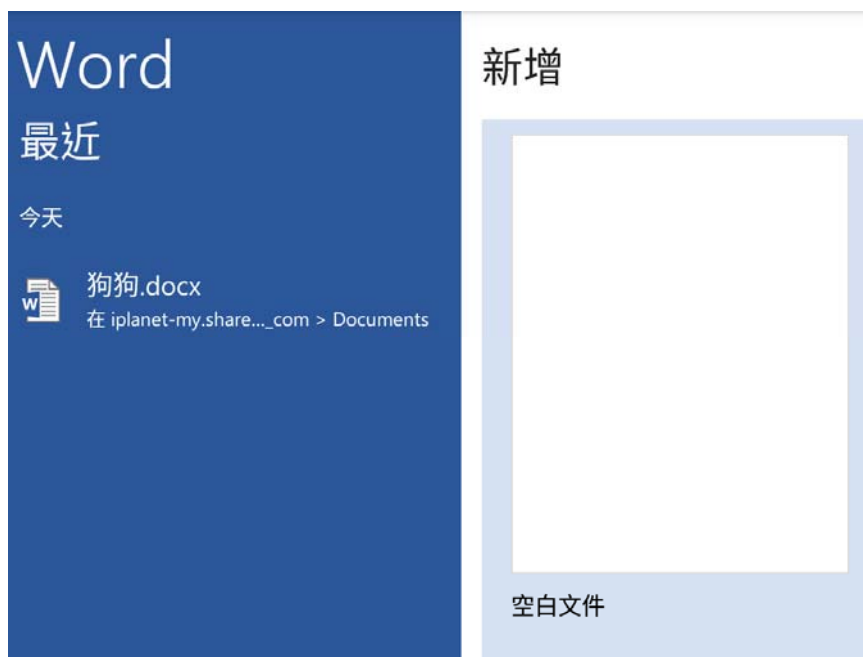 Word
最近
今天
狗狗.docx
在 iplanet-my.share..._com > Documents
新增
空白文件